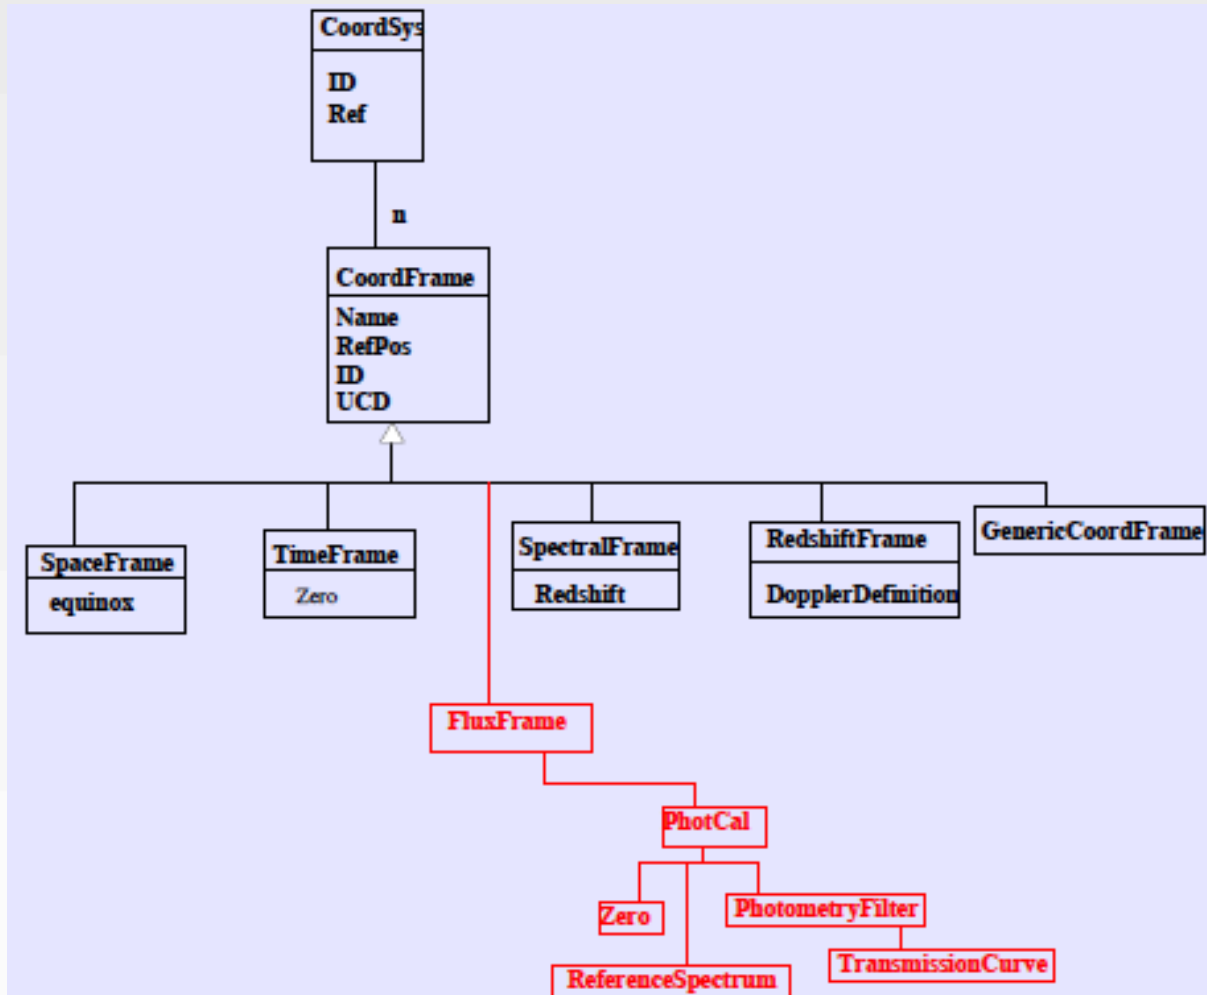 CoordSys
ID
Ref
n
CoordFrame
Name
RefPos
ID
UCD
SpaceFrame
equinox
TimeFrame
Zero
SpectralFrame
Redshift
RedshiftFrame
DopplerDefinition
GenericCoordFrame
FluxFrame
PhotCal
Zero
PhotometryFilter
TransmissionCurve
ReferenceSpectrum